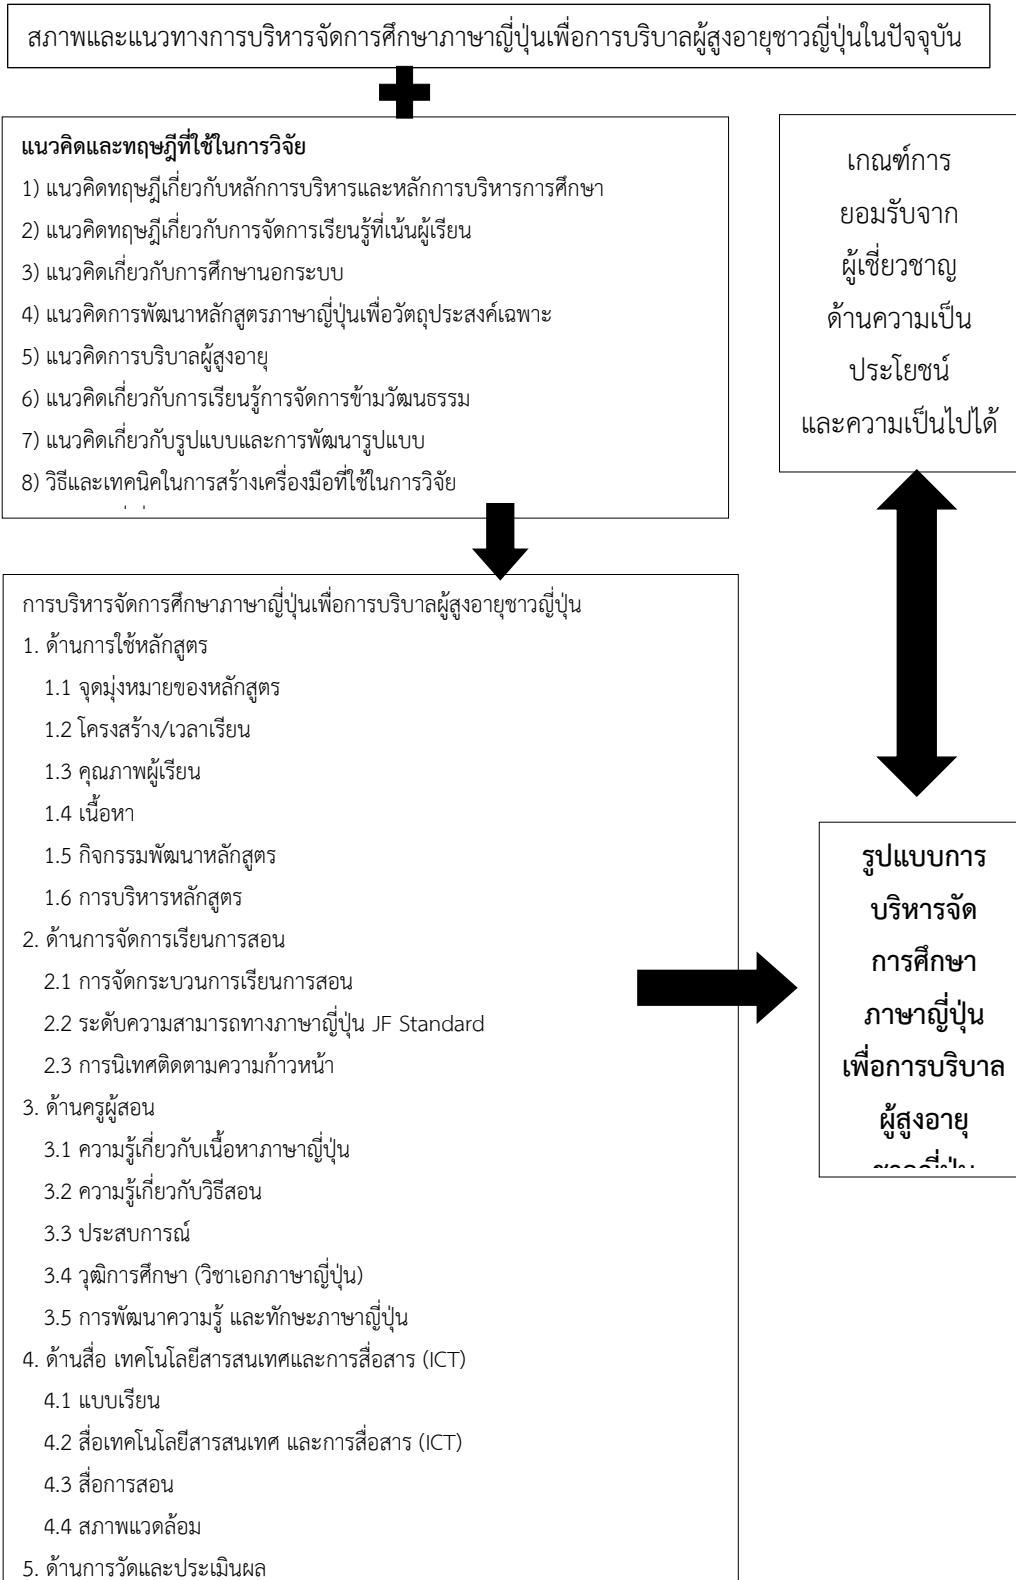 สภาพและแนวทางการบริหารจัดการศึกษาภาษาญี่ปุ่นเพื่อการบริบาลผู้สูงอายุชาวญี่ปุ่นในปัจจุบัน
แนวคิดและทฤษฎีที่ใช้ในการวิจัย
1) แนวคิดทฤษฎีเกี่ยวกับหลักการบริหารและหลักการบริหารการศึกษา
2) แนวคิดทฤษฎีเกี่ยวกับการจัดการเรียนรู้ที่เน้นผู้เรียน
3) แนวคิดเกี่ยวกับการศึกษานอกระบบ
4) แนวคิดการพัฒนาหลักสูตรภาษาญี่ปุ่นเพื่อวัตถุประสงค์เฉพาะ
5) แนวคิดการบริบาลผู้สูงอายุ
6) แนวคิดเกี่ยวกับการเรียนรู้การจัดการข้ามวัฒนธรรม
7) แนวคิดเกี่ยวกับรูปแบบและการพัฒนารูปแบบ
8) วิธีและเทคนิคในการสร้างเครื่องมือที่ใช้ในการวิจัย
เกณฑ์การ
ยอมรับจาก
ผู้เชี่ยวชาญ
ด้านความเป็น
ประโยชน์
และความเป็นไปได้
การบริหารจัดการศึกษาภาษาญี่ปุ่นเพื่อการบริบาลผู้สูงอายุชาวญี่ปุ่น
1. ด้านการใช้หลักสูตร
1.1 จุดมุ่งหมายของหลักสูตร
1.2 โครงสร้าง/เวลาเรียน
1.3 คุณภาพผู้เรียน
1.4 เนื้อหา
1.5 กิจกรรมพัฒนาหลักสูตร
1.6 การบริหารหลักสูตร
2. ด้านการจัดการเรียนการสอน
2.1 การจัดกระบวนการเรียนการสอน
2.2 ระดับความสามารถทางภาษาญี่ปุ่น JF Standard
2.3 การนิเทศติดตามความก้าวหน้า
3. ด้านครูผู้สอน
3.1 ความรู้เกี่ยวกับเนื้อหาภาษาญี่ปุ่น
3.2 ความรู้เกี่ยวกับวิธีสอน
3.3 ประสบการณ์
3.4 วุฒิการศึกษา (วิชาเอกภาษาญี่ปุ่น)
3.5 การพัฒนาความรู้ และทักษะภาษาญี่ปุ่น
4. ด้านสื่อ เทคโนโลยีสารสนเทศและการสื่อสาร (ICT)
4.1 แบบเรียน
4.2 สื่อเทคโนโลยีสารสนเทศ และการสื่อสาร (ICT)
4.3 สื่อการสอน
4.4 สภาพแวดล้อม
5. ด้านการวัดและประเมินผล
รูปแบบการ
บริหารจัด
การศึกษา
ภาษาญี่ปุ่น
เพื่อการบริบาล
ผู้สูงอายุ